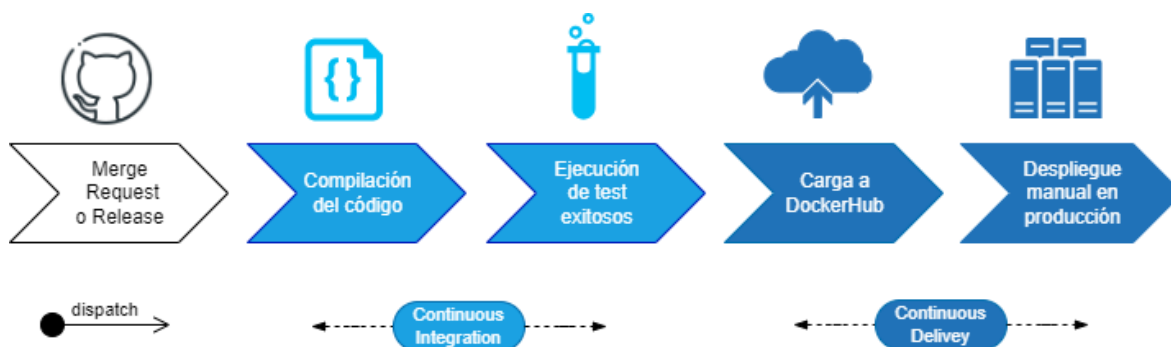 Merge
Request
o Release
Compilación
del código
Ejecución
de test
exitosos
Carga a
DockerHub
Despliegue
manual en
producción
dispatch
Continuous
Integration
Continuous
Delivey